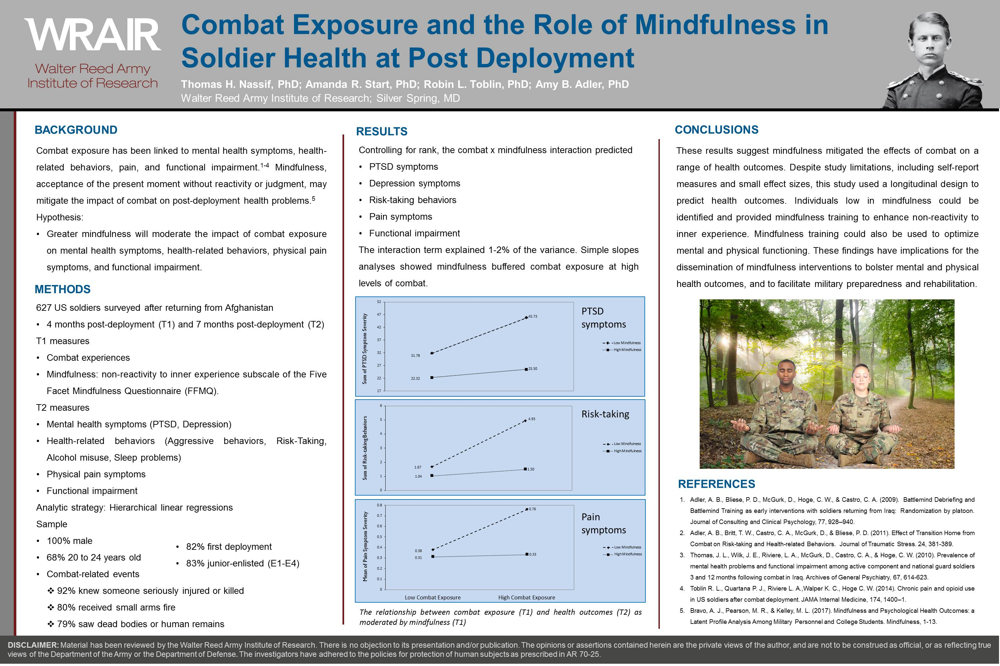 WRAIR
Walter Reed Army
Institute of Research
Combat Exposure and the Role of Mindfulness in
Soldier Health at Post Deployment
Thomas H. Nassif, PhD; Amanda R. Start, PhD; Robin L. Toblin, PhD; Amy B. Adler, PhD
Walter Reed Army Institute of Research; Silver Spring, MD
BACKGROUND
Combat exposure has been linked to mental health symptoms, health-
related behaviors, pain, and functional impairment.1-4 Mindfulness,
acceptance of the present moment without reactivity or judgment, may
mitigate the impact of combat on post-deployment health problems.5
Hypothesis:
• Greater mindfulness will moderate the impact of combat exposure
on mental health symptoms, health-related behaviors, physical pain
symptoms, and functional impairment.
METHODS
627 US soldiers surveyed after returning from Afghanistan
• 4 months post-deployment (T1) and 7 months post-deployment (T2)
T1 measures
• Combat experiences
• Mindfulness: non-reactivity to inner experience subscale of the Five
Facet Mindfulness Questionnaire (FFMQ).
T2 measures
• Mental health symptoms (PTSD, Depression)
• Health-related behaviors (Aggressive behaviors, Risk-Taking,
Alcohol misuse, Sleep problems)
• Physical pain symptoms
• Functional impairment
Analytic strategy: Hierarchical linear regressions
Sample
• 100% male
• 68% 20 to 24 years old
• 82% first deployment
• 83% junior-enlisted (E1-E4)
• Combat-related events
❖ 92% knew someone seriously injured or killed
❖ 80% received small arms fire
❖ 79% saw dead bodies or human remains
RESULTS
Controlling for rank, the combat x mindfulness interaction predicted
• PTSD symptoms
• Depression symptoms
• Risk-taking behaviors
• Pain symptoms
• Functional impairment
The interaction term explained 1-2% of the variance. Simple slopes
analyses showed mindfulness buffered combat exposure at high
levels of combat.
Sum of PTSD Symptom Severity
52
47
42
37
32
27
22
17
31.78
45.73
22.32
25.50
PTSD
symptoms
Low Mindfulness
High Mindfulness
Sum of Risk-taking Behaviors
6
5
4
3
2
1
0
1.67
4.93
1.04
1.50
Risk-taking
Low Mindfulness
High Mindfulness
Mean of Pain Symptom Severity
0.8
0.7
0.6
0.5
0.4
0.3
0.2
0.1
0
0.38
0.76
0.31
0.33
Pain
symptoms
Low Mindfulness
High Mindfulness
Low Combat Exposure
High Combat Exposure
The relationship between combat exposure (T1) and health outcomes (T2) as
moderated by mindfulness (T1)
CONCLUSIONS
These results suggest mindfulness mitigated the effects of combat on a
range of health outcomes. Despite study limitations, including self-report
measures and small effect sizes, this study used a longitudinal design to
predict health outcomes. Individuals low in mindfulness could be
identified and provided mindfulness training to enhance non-reactivity to
inner experience. Mindfulness training could also be used to optimize
mental and physical functioning. These findings have implications for the
dissemination of mindfulness interventions to bolster mental and physical
health outcomes, and to facilitate military preparedness and rehabilitation.
REFERENCES
1. Adler, A. B., Bliese, P. D., McGurk, D., Hoge, C. W., & Castro, C. A. (2009). Battlemind Debriefing and
Battlemind Training as early interventions with soldiers returning from Iraq: Randomization by platoon.
Journal of Consulting and Clinical Psychology, 77, 928–940.
2. Adler, A. B., Britt, T. W., Castro, C. A., McGurk, D., & Bliese, P. D. (2011). Effect of Transition Home from
Combat on Risk-taking and Health-related Behaviors. Journal of Traumatic Stress. 24, 381-389.
3. Thomas, J. L., Wilk, J. E., Riviere, L. A., McGurk, D., Castro, C. A., & Hoge, C. W. (2010). Prevalence of
mental health problems and functional impairment among active component and national guard soldiers
3 and 12 months following combat in Iraq. Archives of General Psychiatry, 67, 614-623.
4. Toblin R. L., Quartana P. J., Riviere L. A.,Walper K. C., Hoge C. W. (2014). Chronic pain and opioid use
in US soldiers after combat deployment. JAMA Internal Medicine, 174, 1400–1.
5. Bravo, A. J., Pearson, M. R., & Kelley, M. L. (2017). Mindfulness and Psychological Health Outcomes: a
Latent Profile Analysis Among Military Personnel and College Students. Mindfulness, 1-13.
DISCLAIMER: Material has been reviewed by the Walter Reed Army Institute of Research. There is no objection to its presentation and/or publication. The opinions or assertions contained herein are the private views of the author, and are not to be construed as official, or as reflecting true
views of the Department of the Army or the Department of Defense. The investigators have adhered to the policies for protection of human subjects as prescribed in AR 70-25.